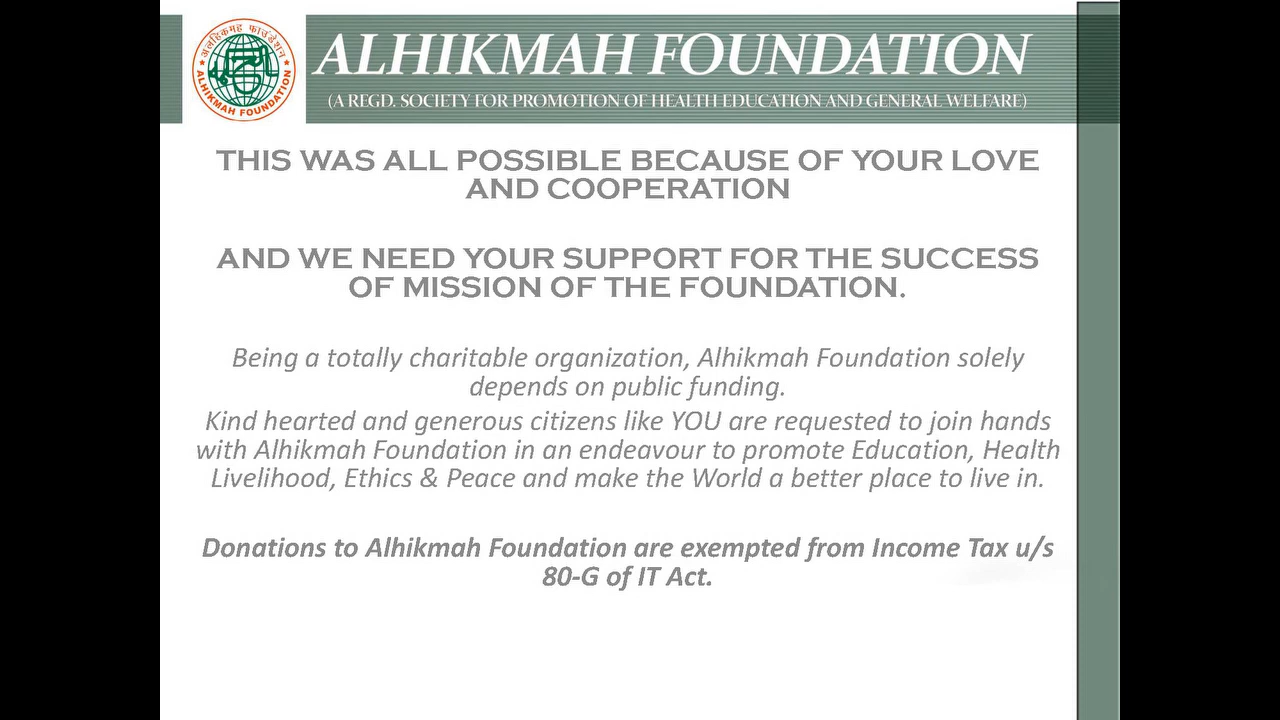 अलहिकमह फाउंडेशन
ALHIKMAH FOUNDATION
ALHIKMAH FOUNDATION
(A REGD. SOCIETY FOR PROMOTION OF HEALTH EDUCATION AND GENERAL WELFARE)
THIS WAS ALL POSSIBLE BECAUSE OF YOUR LOVE
AND COOPERATION
AND WE NEED YOUR SUPPORT FOR THE SUCCESS
OF MISSION OF THE FOUNDATION.
Being a totally charitable organization, Alhikmah Foundation solely
depends on public funding.
Kind hearted and generous citizens like YOU are requested to join hands
with Alhikmah Foundation in an endeavour to promote Education, Health
Livelihood, Ethics & Peace and make the World a better place to live in.
Donations to Alhikmah Foundation are exempted from Income Tax u/s
80-G of IT Act.